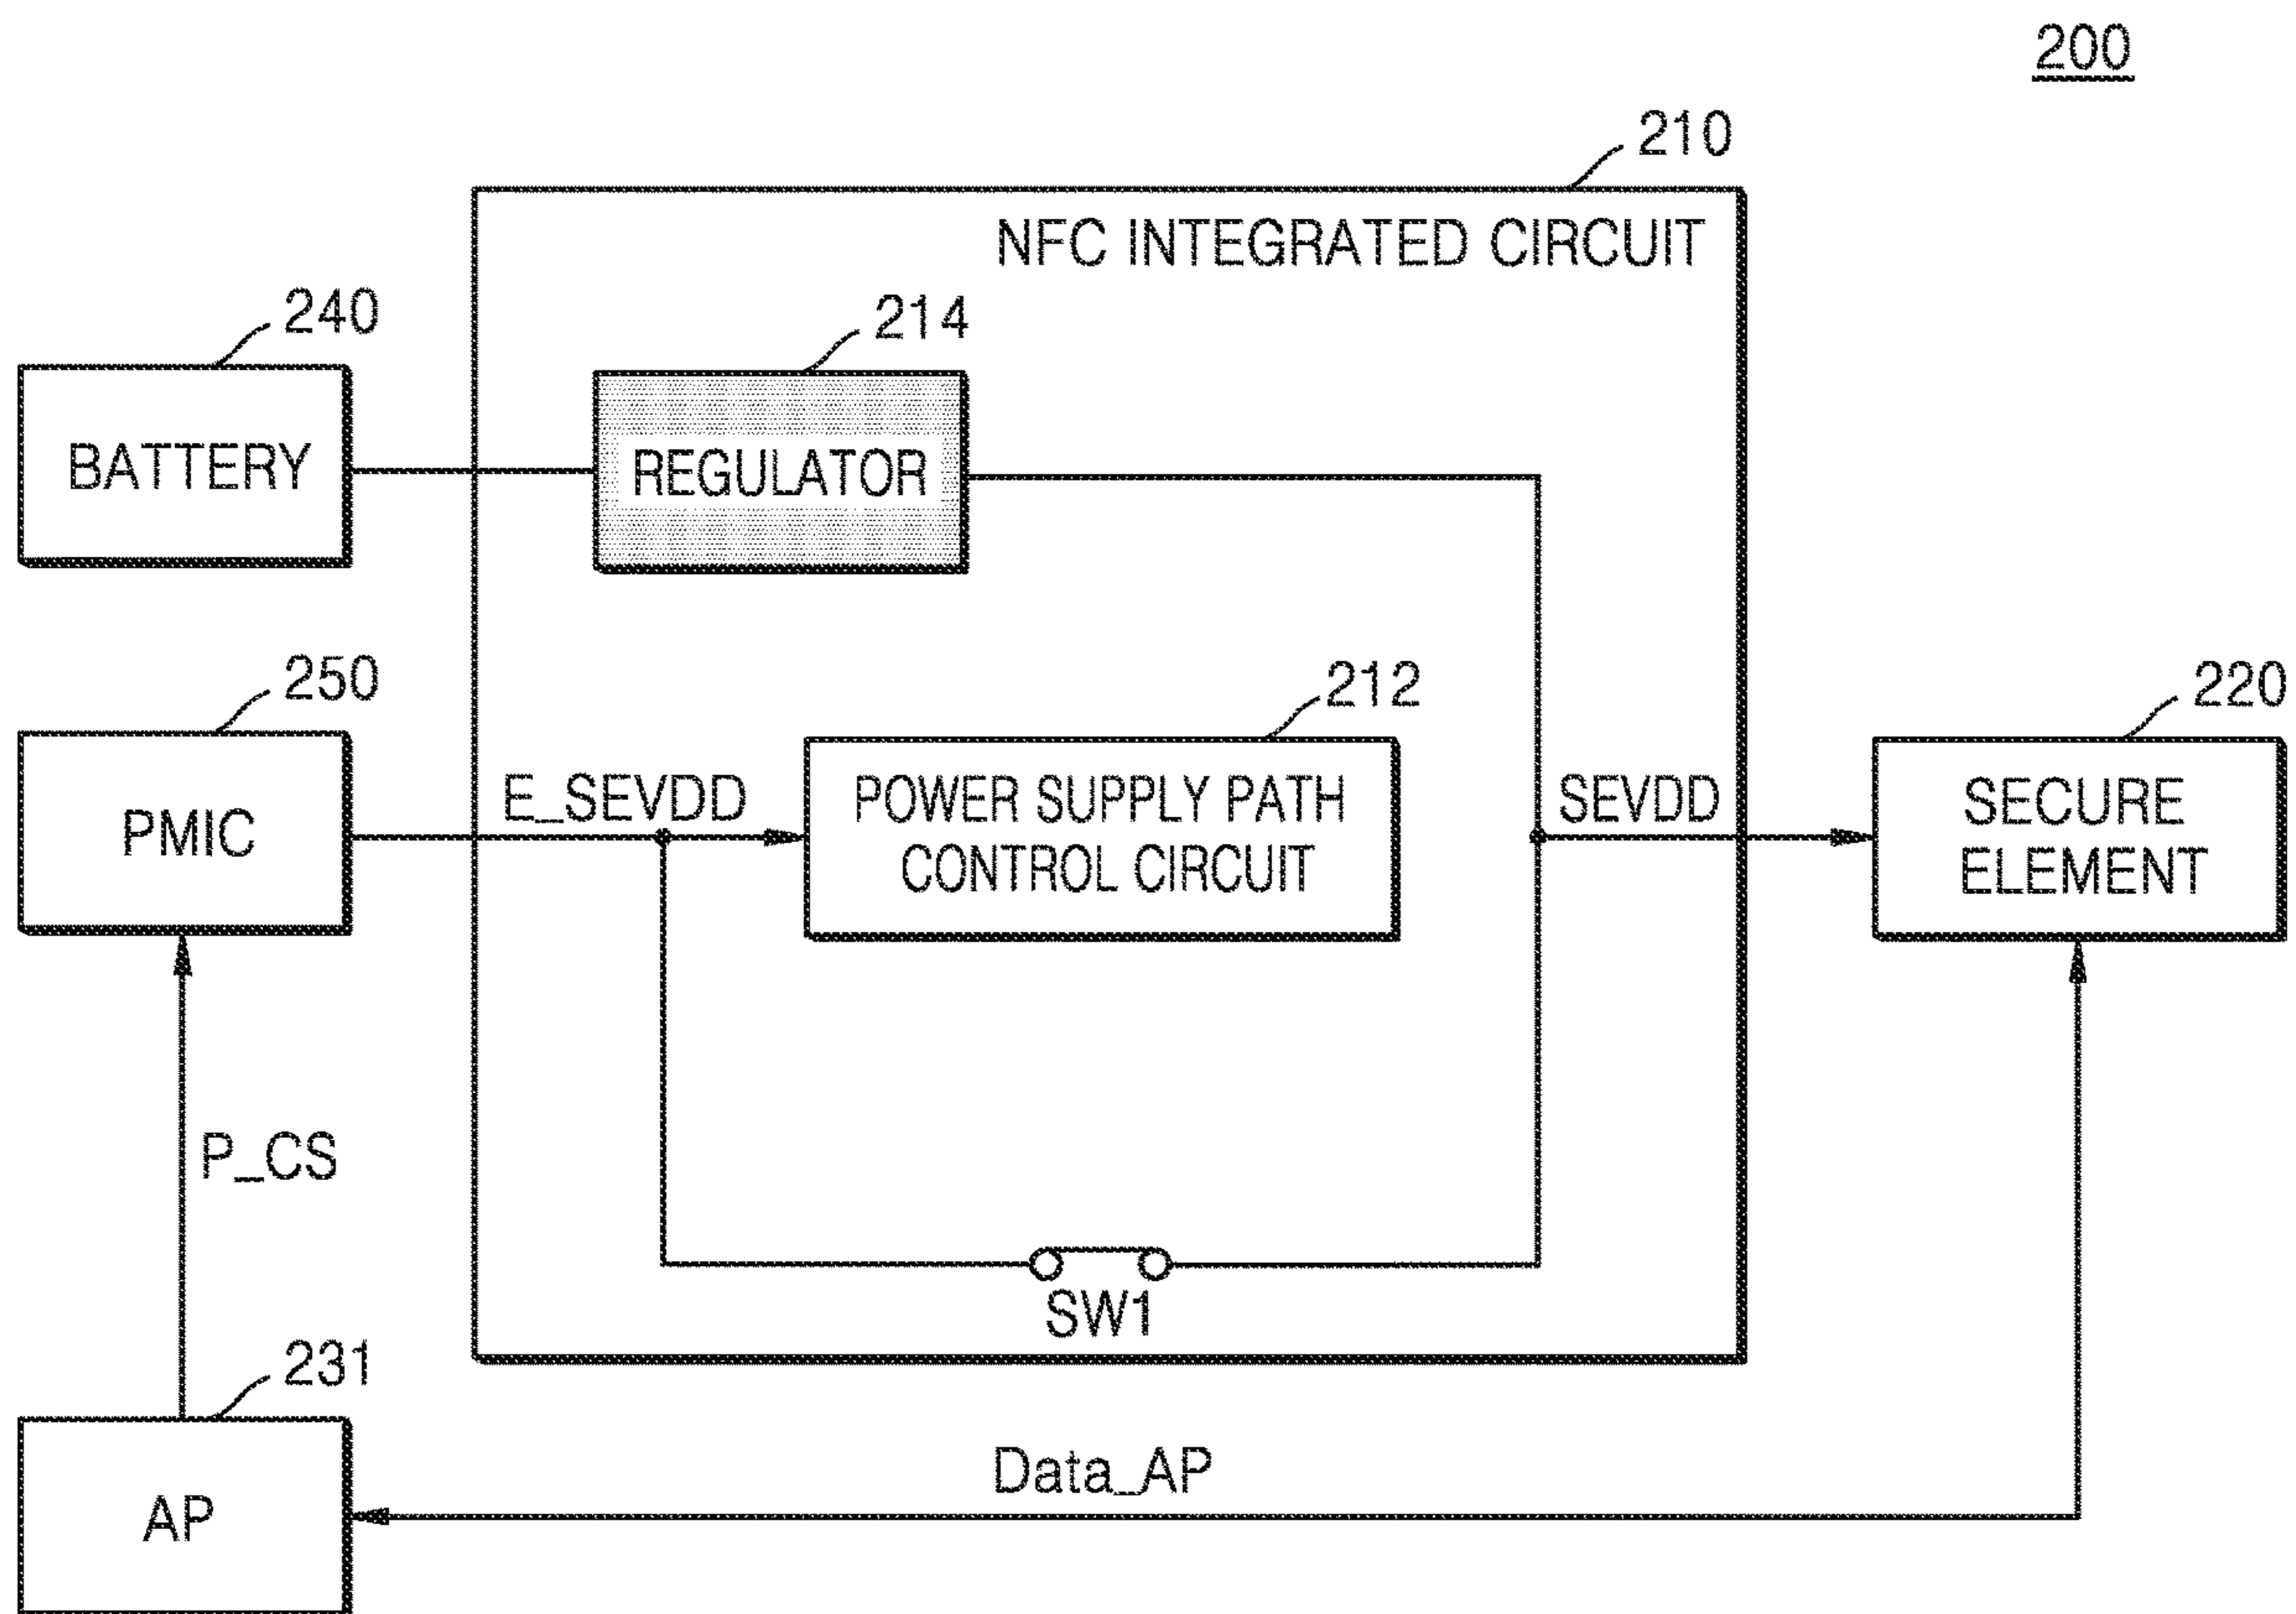 200
210
NFC INTEGRATED CIRCUIT
240
214
BATTERY
REGULATOR
250
212
220
PMIC
E_SEVDD
POWER SUPPLY PATH
CONTROL CIRCUIT
SEVDD
SECURE
ELEMENT
P_CS
SW1
231
AP
Data_AP